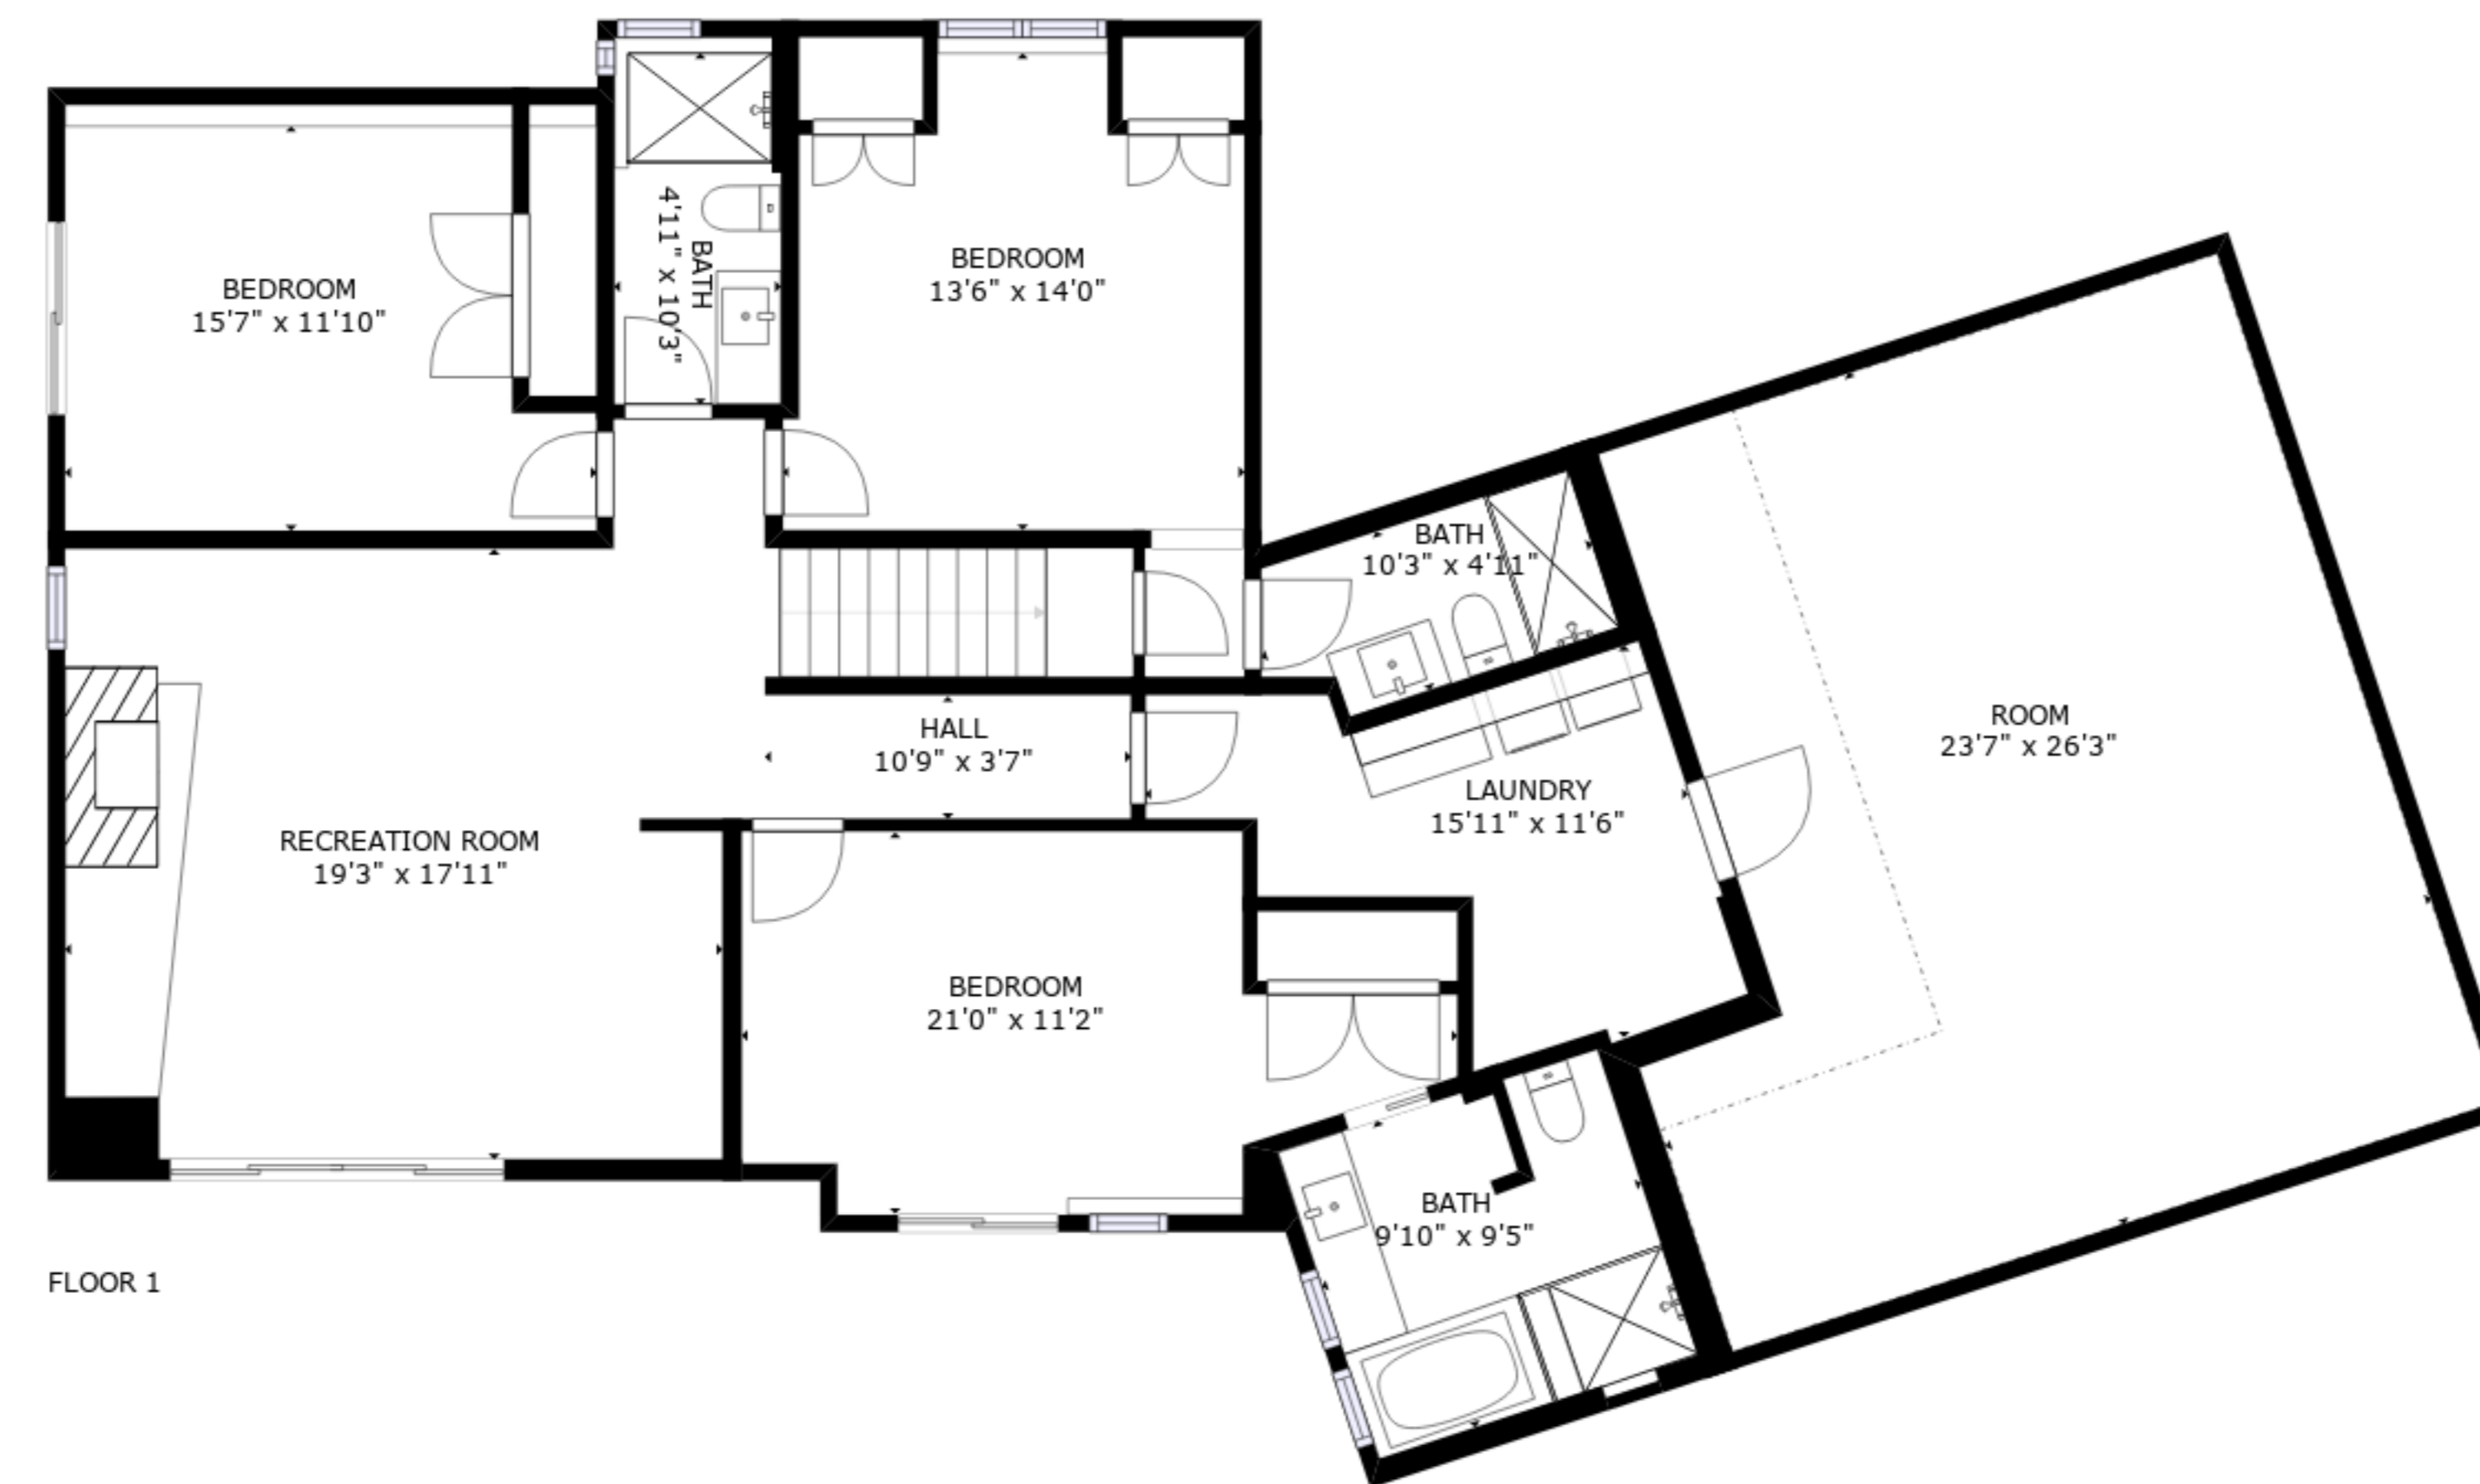 BEDROOM
15'7" x 11'10"
BATH
4'11" x 10'3"
BEDROOM
13'6" x 14'0"
BATH
10'3" x 4'11"
ROOM
23'7" x 26'3"
HALL
10'9" x 3'7"
LAUNDRY
15'11" x 11'6"
RECREATION ROOM
19'3" x 17'11"
BEDROOM
21'0" x 11'2"
BATH
9'10" x 9'5"
FLOOR 1